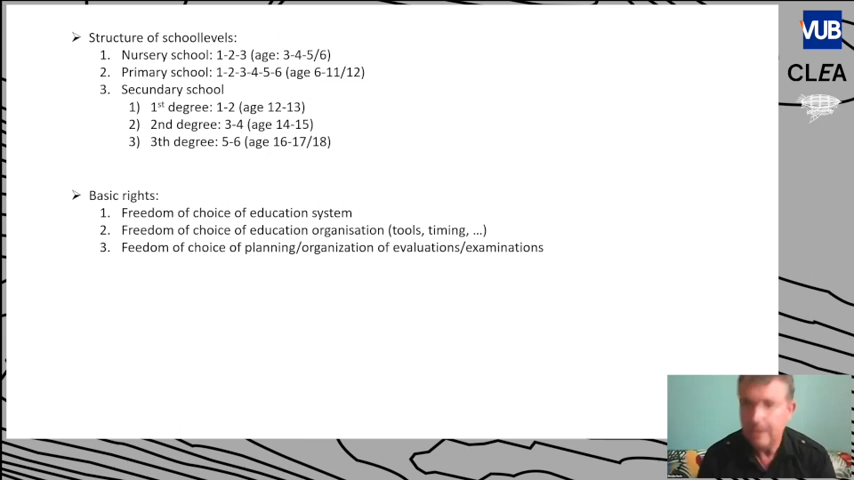 ➢ Structure of schoollevels:
1. Nursery school: 1-2-3 (age: 3-4-5/6)
2. Primary school: 1-2-3-4-5-6 (age 6-11/12)
3. Secundary school
1) 1st degree: 1-2 (age 12-13)
2) 2nd degree: 3-4 (age 14-15)
3) 3th degree: 5-6 (age 16-17/18)
➢ Basic rights:
1. Freedom of choice of education system
2. Freedom of choice of education organisation (tools, timing, ...)
3. Feedom of choice of planning/organization of evaluations/examinations
VUB
CLEA